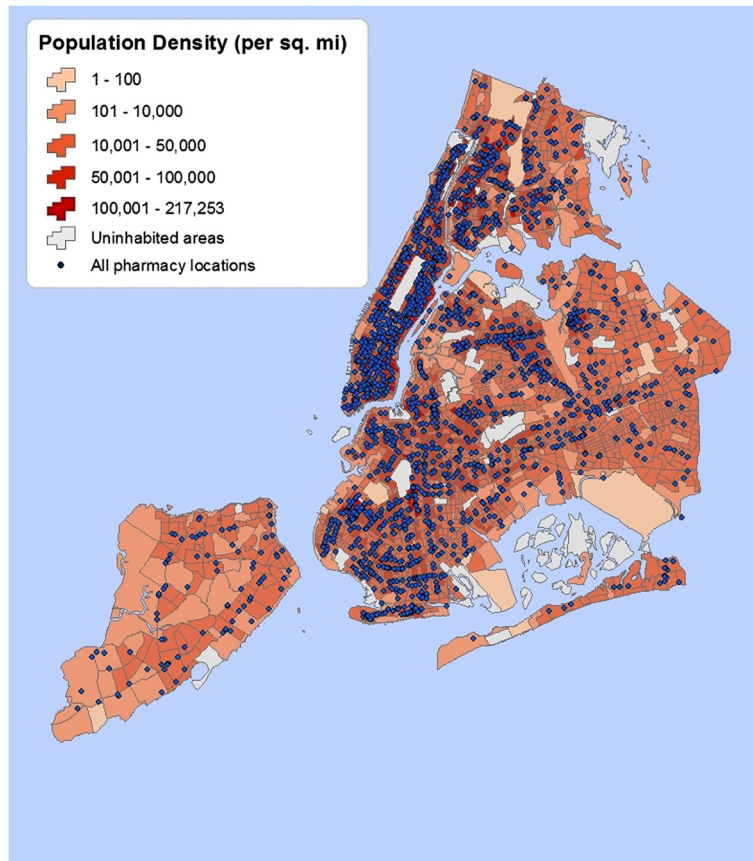 Population Density (per sq. mi)
1 - 100
101 - 10,000
10,001 - 50,000
50,001 - 100,000
100,001 - 217,253
Uninhabited areas
All pharmacy locations